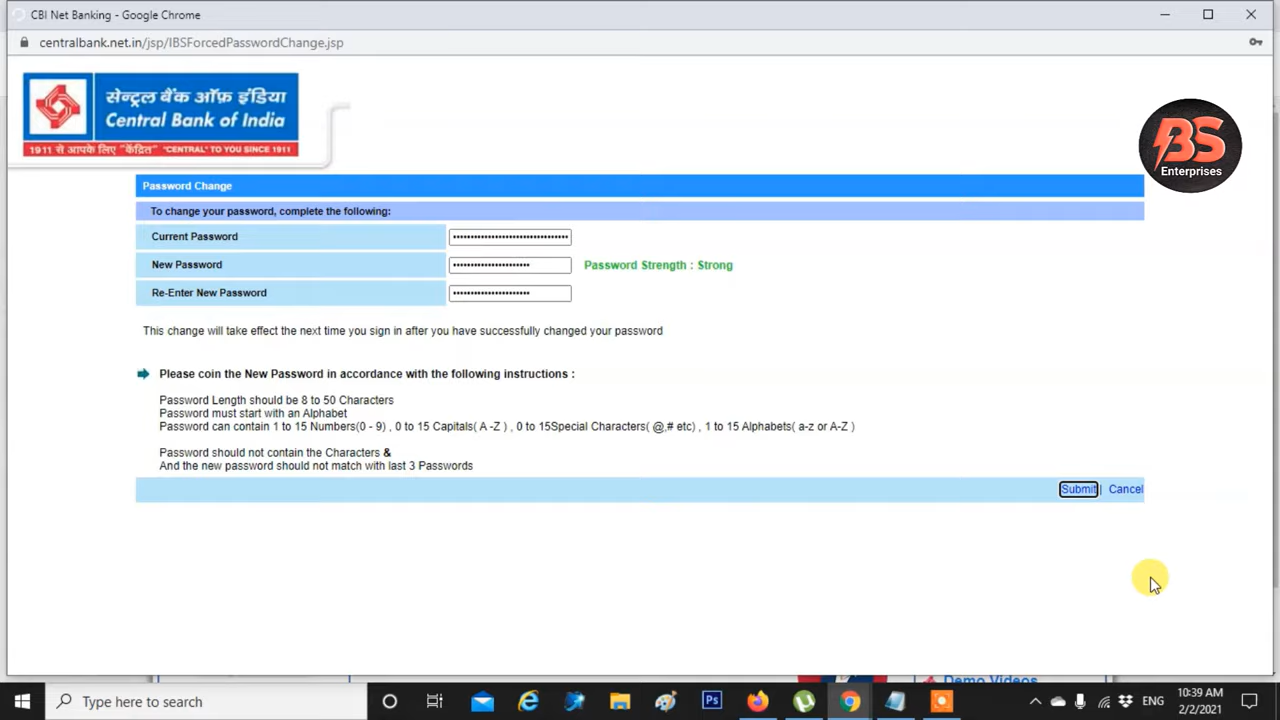 CBI Net Banking - Google Chrome
centralbank.net.in/jsp/IBSForcedPasswordChange.jsp
सेन्ट्रल बैंक ऑफ़ इंडिया
Central Bank of India
1911 से आपके लिए "केंद्रित" "CENTRAL" TO YOU SINCE 1911
BS
Enterprises
Password Change
To change your password, complete the following:
Current Password
New Password
Password Strength : Strong
Re-Enter New Password
This change will take effect the next time you sign in after you have successfully changed your password
Please coin the New Password in accordance with the following instructions :
Password Length should be 8 to 50 Characters
Password must start with an Alphabet
Password can contain 1 to 15 Numbers(0 - 9) , 0 to 15 Capitals( A -Z ) , 0 to 15Special Characters( @,# etc) , 1 to 15 Alphabets( a-z or A-Z )
Password should not contain the Characters &
And the new password should not match with last 3 Passwords
Submit | Cancel
Demo Videos
Type here to search
Ps
ENG
10:39 AM
2/2/2021